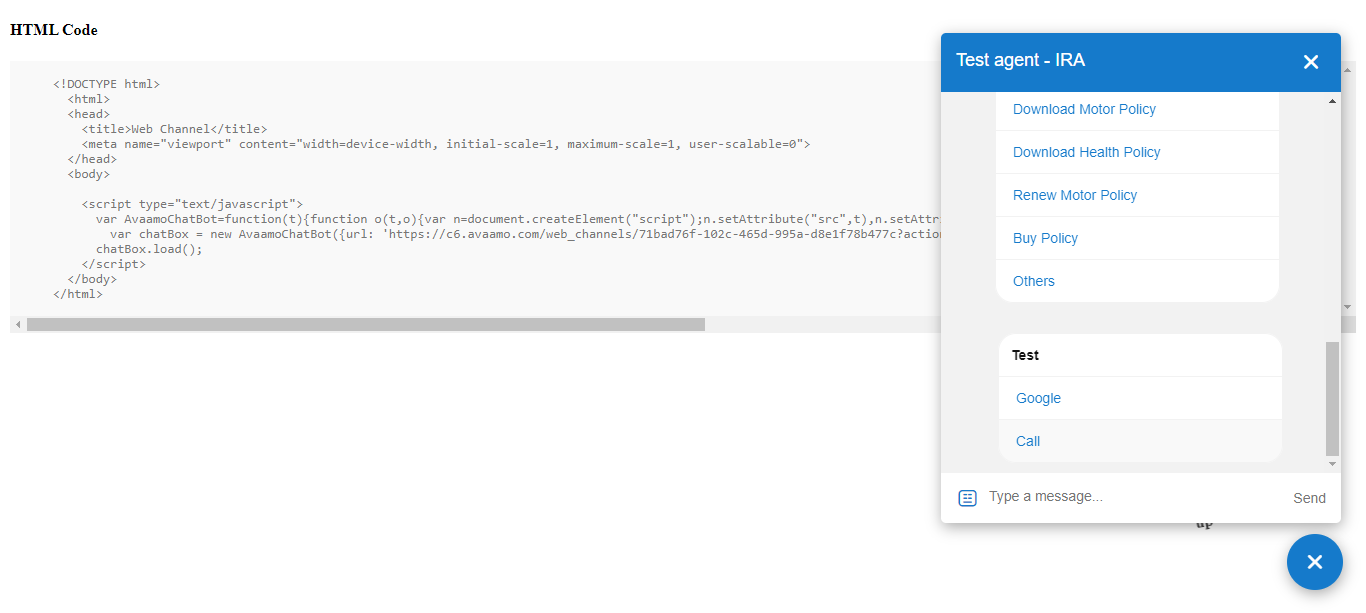 HTML Code
<!DOCTYPE html>
<html>
<head>
<title>Web Channel</title>
<meta name="viewport" content="width=device-width, initial-scale=1, maximum-scale=1, user-scalable=0">
</head>
<body>
<script type="text/javascript">
var AvaamoChatBot=function(t){function o(t,o){var n=document.createElement("script");n.setAttribute("src",t),n.setAttri
var chatBox = new AvaamoChatBot({url: 'https://c6.avaamo.com/web_channels/71bad76f-102c-465d-995a-d8e1f78b477c?action
chatBox.load();
</script>
</body>
</html>
Test agent - IRA
Download Motor Policy
Download Health Policy
Renew Motor Policy
Buy Policy
Others
Test
Google
Call
Type a message...
Send
up